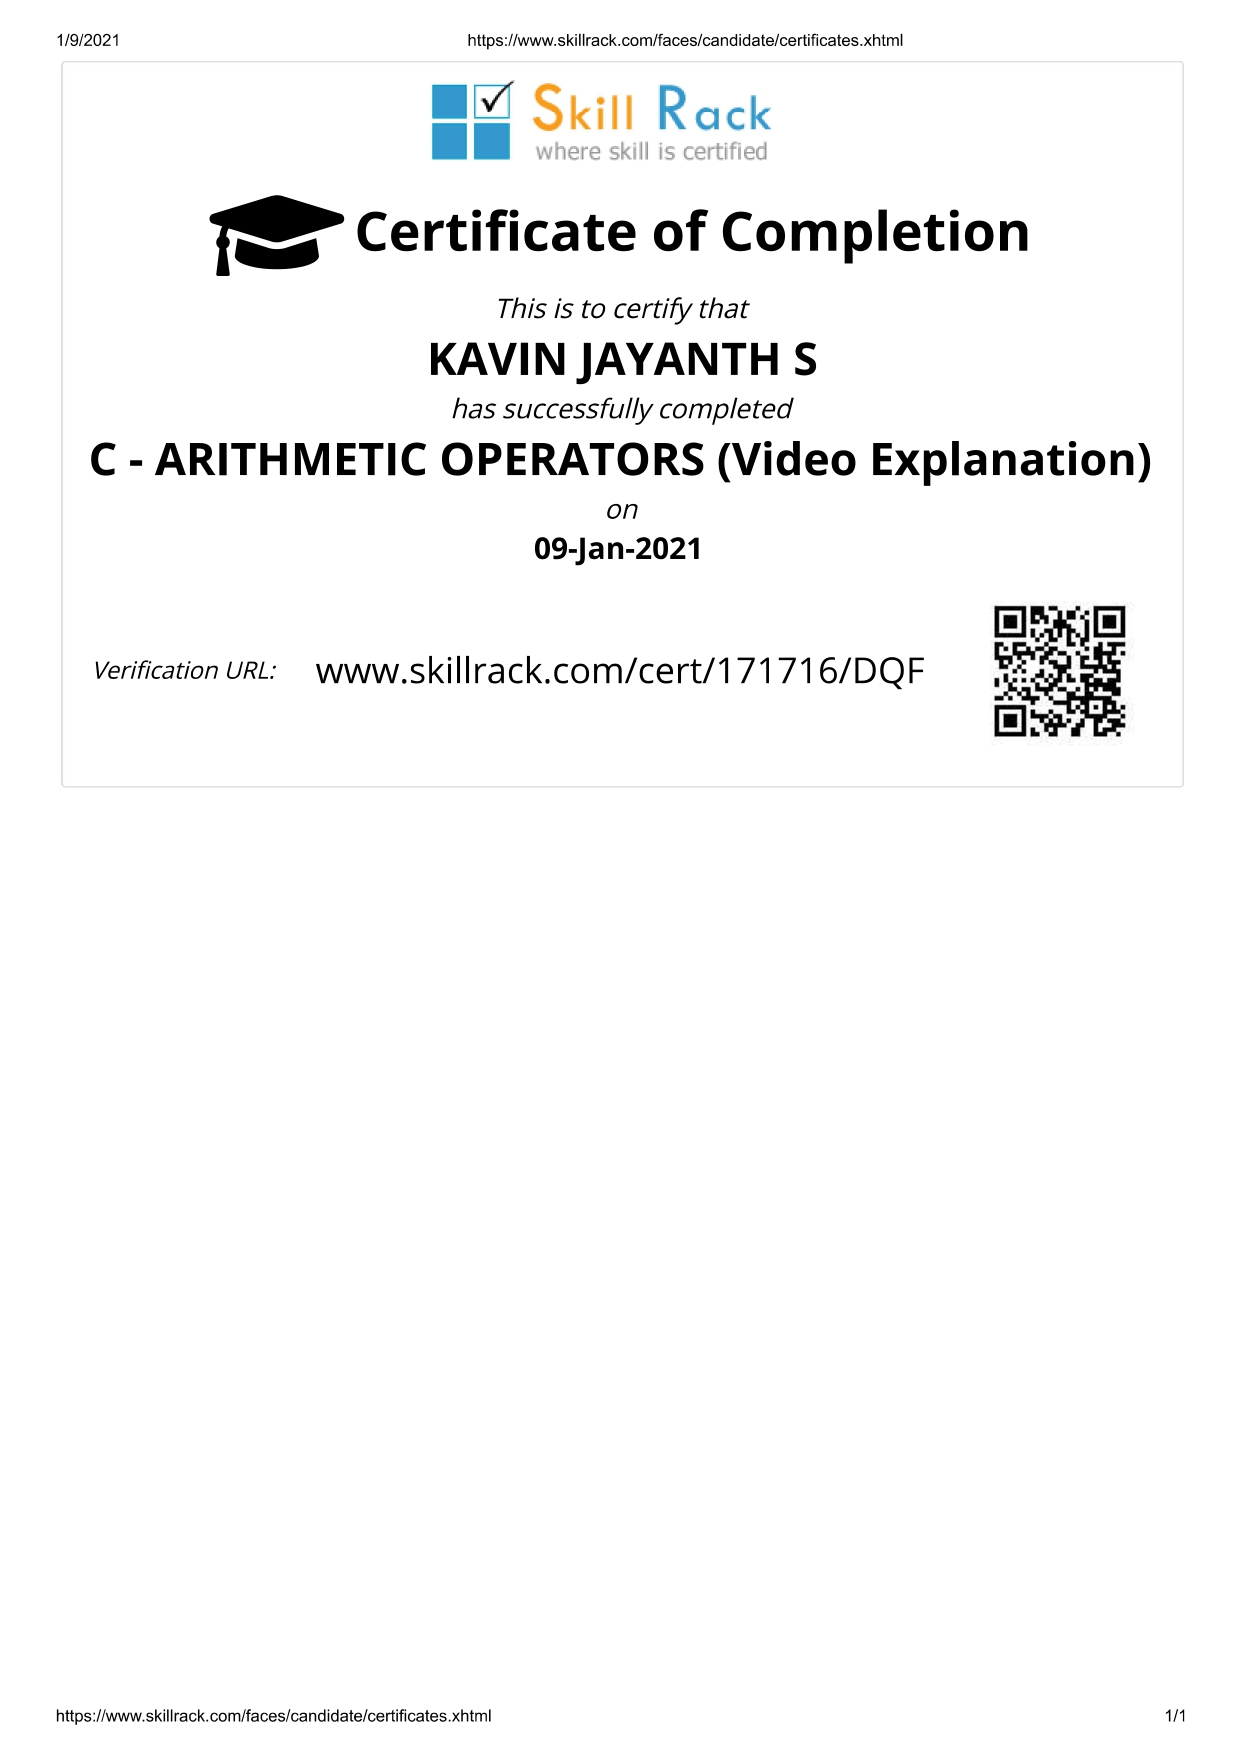 1/9/2021 https://www.skillrack.com/faces/candidate/certificates.xhtml
Skill Rack
where skill is certified
Certificate of Completion
This is to certify that
KAVIN JAYANTH S
has successfully completed
C - ARITHMETIC OPERATORS (Video Explanation)
on
09-Jan-2021
Verification URL: www.skillrack.com/cert/171716/DQF
https://www.skillrack.com/faces/candidate/certificates.xhtml 1/1